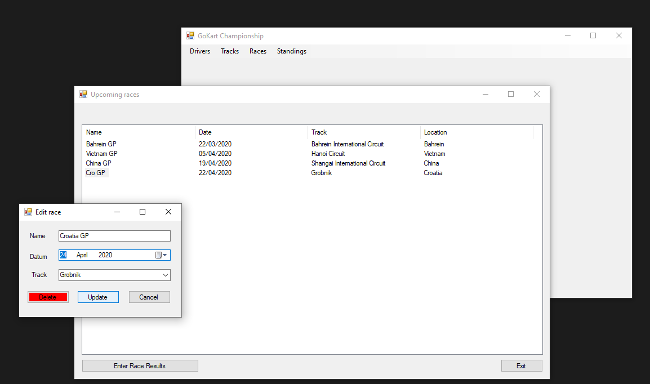 GoKart Championship
Drivers Tracks Races Standings
Upcoming races
Name Date Track Location
Bahrein GP 22/03/2020 Bahrein International Circuit Bahrein
Vietnam GP 05/04/2020 Hanoi Circuit Vietnam
China GP 19/04/2020 Shangai International Circuit China
Cro GP 22/04/2020 Grobnik Croatia
Edit race
Name Croatia GP
Datum 24 April 2020
Track Grobnik
Delete Update Cancel
Enter Race Results Exit